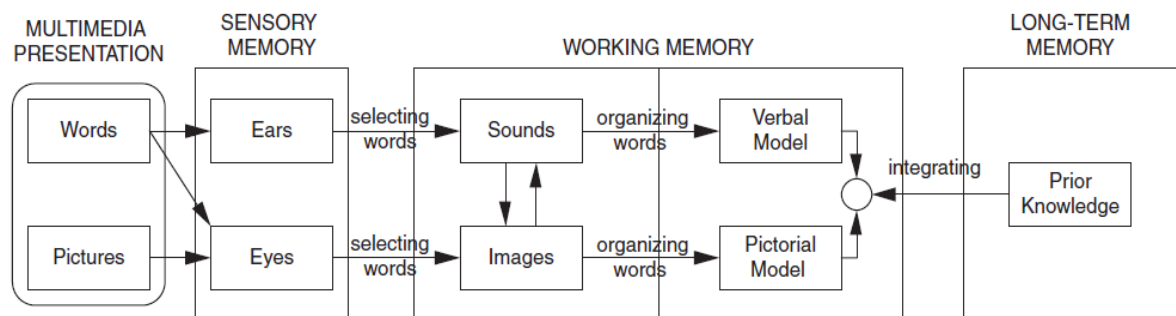 MULTIMEDIA
PRESENTATION
SENSORY
MEMORY
WORKING MEMORY
LONG-TERM
MEMORY
Words
Ears
selecting
words
Sounds
organizing
words
Verbal
Model
integrating
Prior
Knowledge
Pictures
Eyes
selecting
words
Images
organizing
words
Pictorial
Model